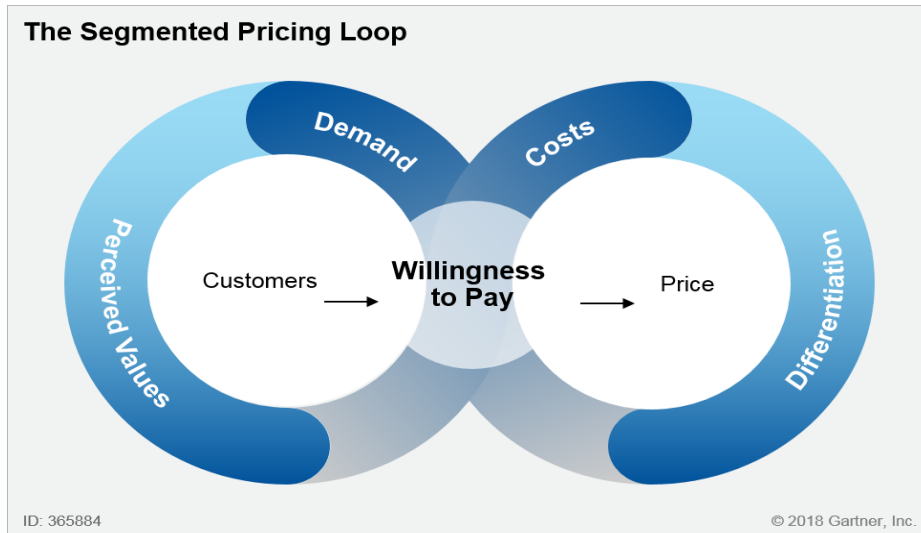 The Segmented Pricing Loop
Demand
Costs
Perceived Values
Customers
Willingness
to Pay
Price
Differentiation
ID: 365884
© 2018 Gartner, Inc.